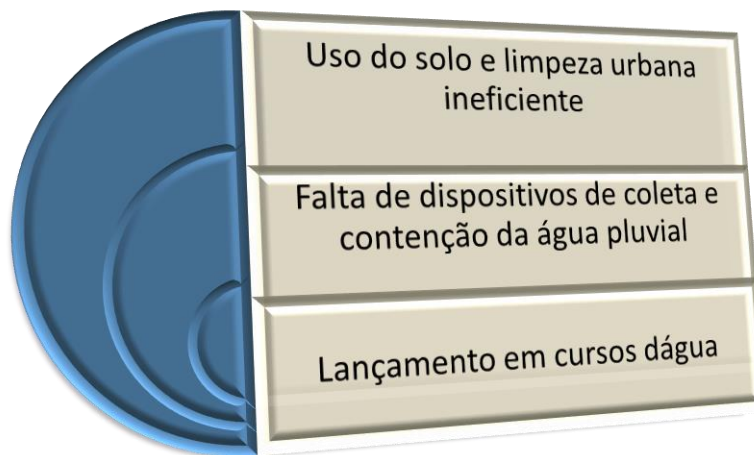 Uso do solo e limpeza urbana
ineficiente
Falta de dispositivos de coleta e
contenção da água pluvial
Lançamento em cursos dágua